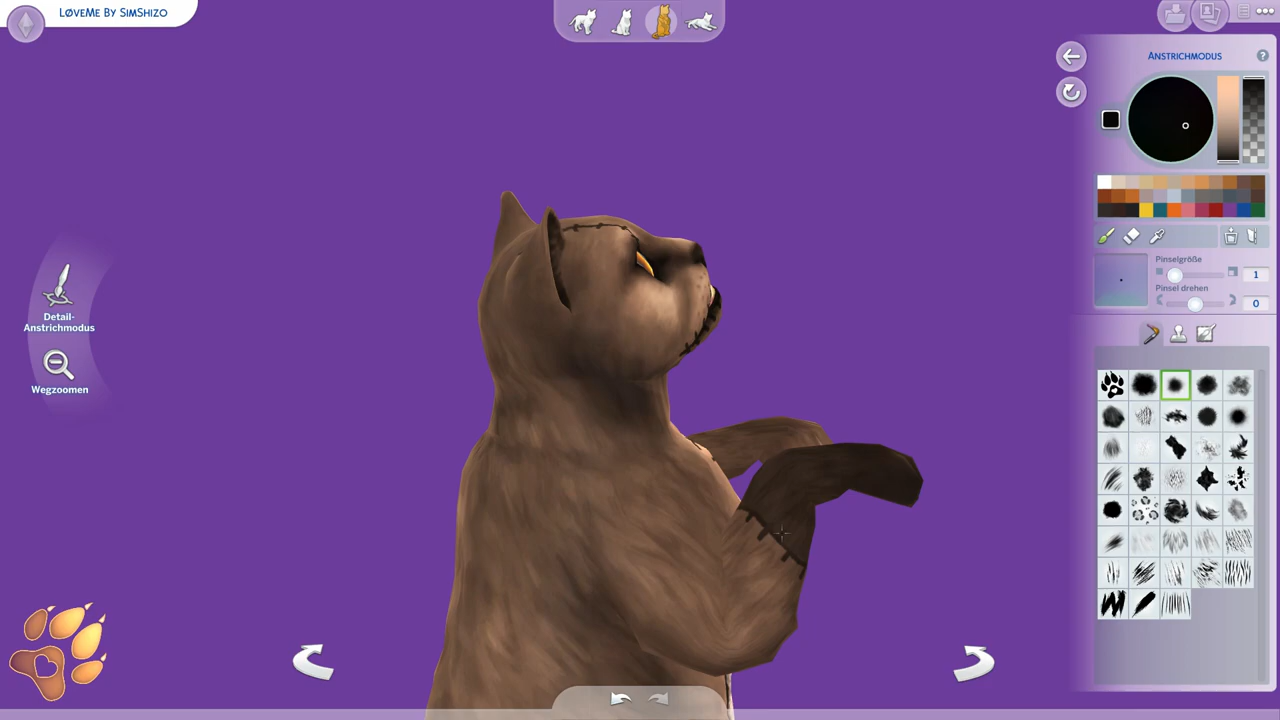 LøveMe By SimShizo
Anstrichmodus
?
Pinselgröße
1
Pinsel drehen
0
Detail-
Anstrichmodus
Wegzoomen